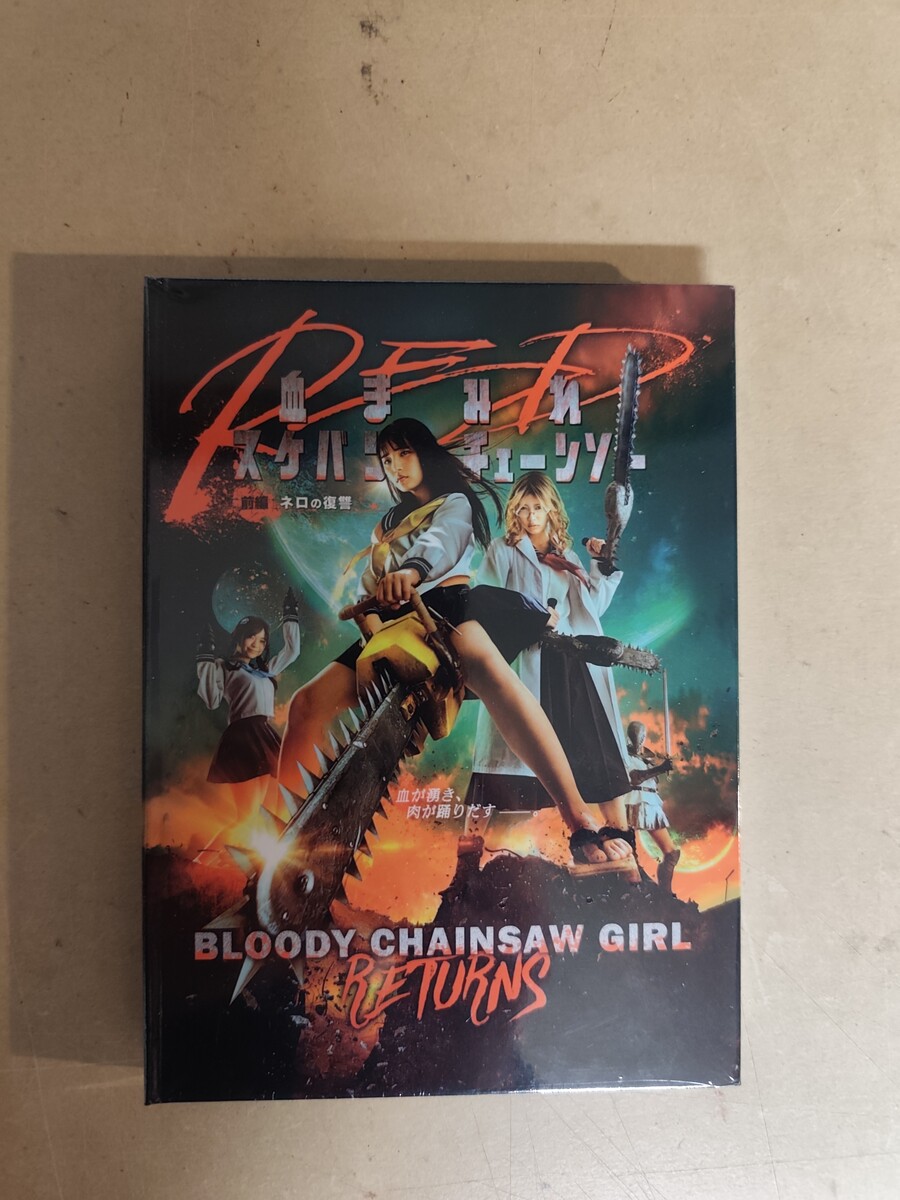 RED
血まみれ
スケバンチェーンソー
前編 ネロの復讐
血が湧き、
肉が踊りだす――。
BLOODY CHAINSAW GIRL
RETURNS